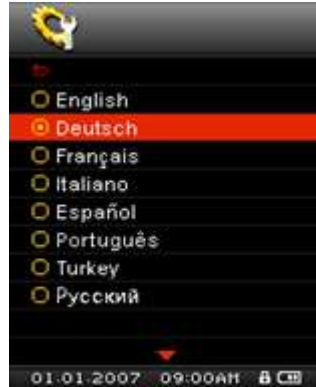 English
Deutsch
Français
Italiano
Español
Português
Turkey
Русский
01.01.2007 09:00AM